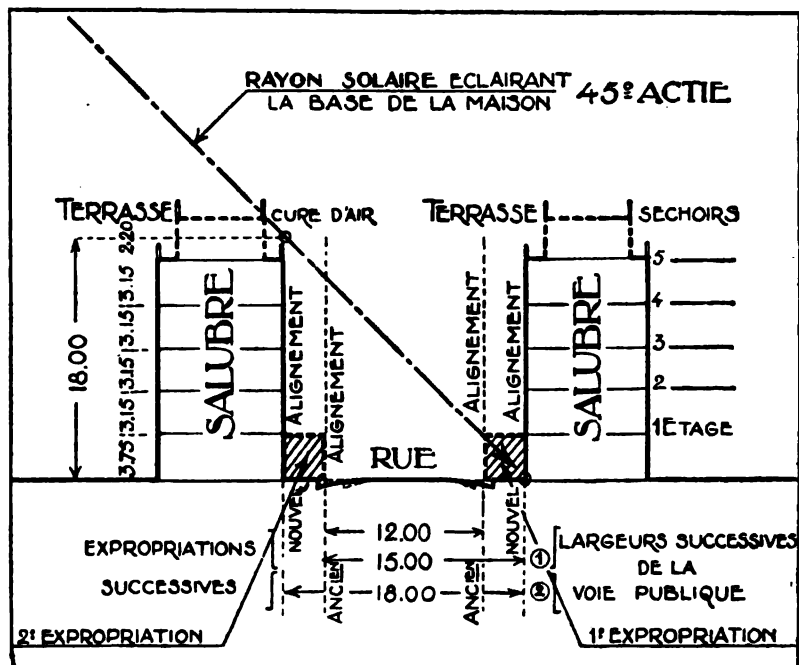 RAYON SOLAIRE ECLAIRANT
LA BASE DE LA MAISON
45º ACTIE
TERRASSE
CURE D'AIR
TERRASSE
SECHOIRS
18.00
2.20
3.15
3.15
3.15
3.15
3.75
SALUBRE
ALIGNEMENT
ALIGNEMENT
ALIGNEMENT
ALIGNEMENT
SALUBRE
5
4
3
2
1 ETAGE
RUE
NOUVEL
NOUVEL
12.00
15.00
18.00
ANCIEN
ANCIEN
EXPROPRIATIONS
SUCCESSIVES
① LARGEURS SUCCESSIVES
DE LA
② VOIE PUBLIQUE
2ᵉ EXPROPRIATION
1ᵉ EXPROPRIATION